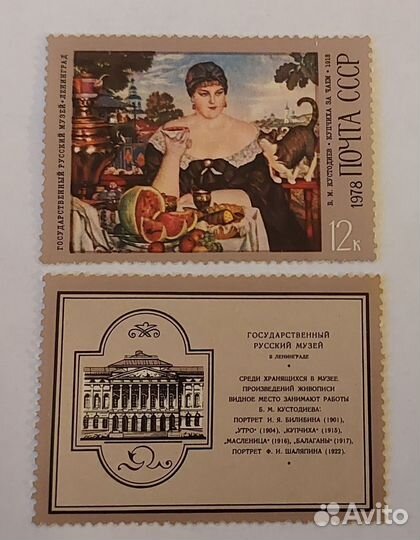 ГОСУДАРСТВЕННЫЙ РУССКИЙ МУЗЕЙ • ЛЕНИНГРАД
Б. М. КУСТОДИЕВ • КУПЧИХА ЗА ЧАЕМ • 1918
1978 ПОЧТА СССР
12к
ГОСУДАРСТВЕННЫЙ
РУССКИЙ МУЗЕЙ
В ЛЕНИНГРАДЕ
СРЕДИ ХРАНЯЩИХСЯ В МУЗЕЕ
ПРОИЗВЕДЕНИЙ ЖИВОПИСИ
ВИДНОЕ МЕСТО ЗАНИМАЮТ РАБОТЫ
Б. М. КУСТОДИЕВА:
ПОРТРЕТ И. Я. БИЛИБИНА (1901),
„УТРО" (1904), „КУПЧИХА" (1915),
„МАСЛЕНИЦА" (1916), „БАЛАГАНЫ" (1917),
ПОРТРЕТ Ф. И. ШАЛЯПИНА (1922).
Avito